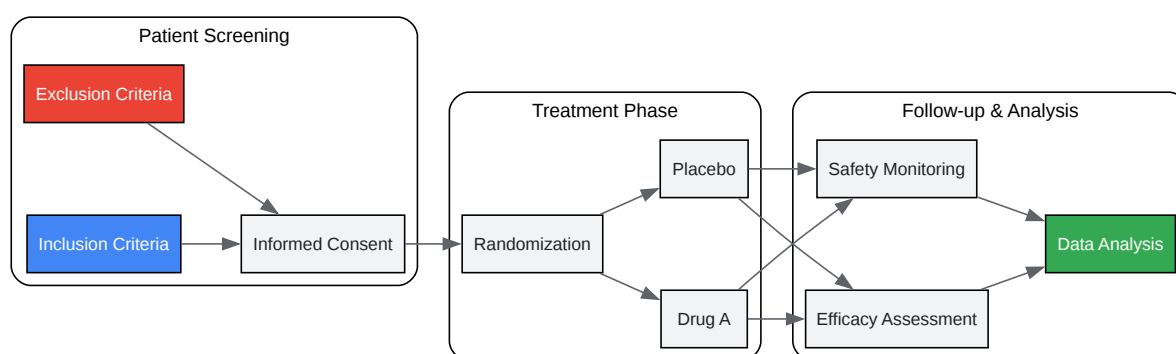 Patient Screening
Exclusion Criteria
Inclusion Criteria
Informed Consent
Treatment Phase
Randomization
Placebo
Drug A
Follow-up & Analysis
Safety Monitoring
Efficacy Assessment
Data Analysis